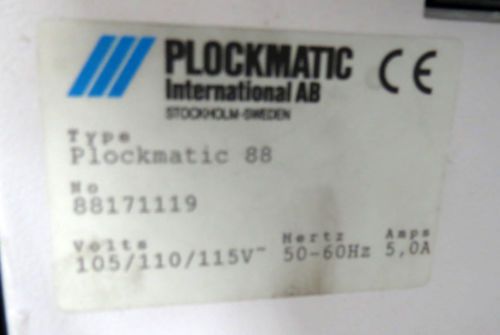 PLOCKMATIC CE
International AB
STOCKHOLM-SWEDEN
Type
Plockmatic 88
No
88171119
Volts Hertz Amps
105/110/115V~ 50-60Hz 5,0A